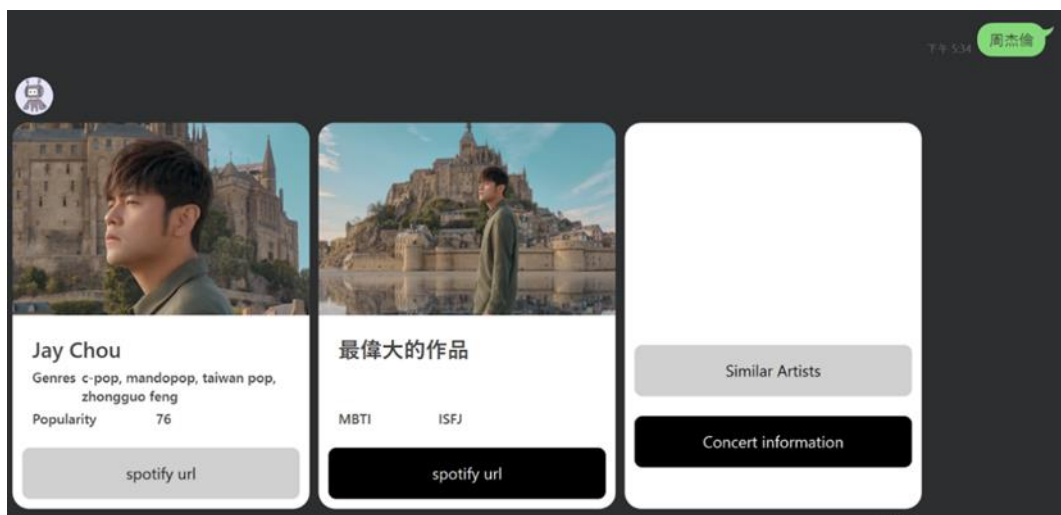 下午 5:34
周杰倫
Jay Chou
Genres c-pop, mandopop, taiwan pop,
zhongguo feng
Popularity 76
spotify url
最偉大的作品
MBTI ISFJ
spotify url
Similar Artists
Concert information